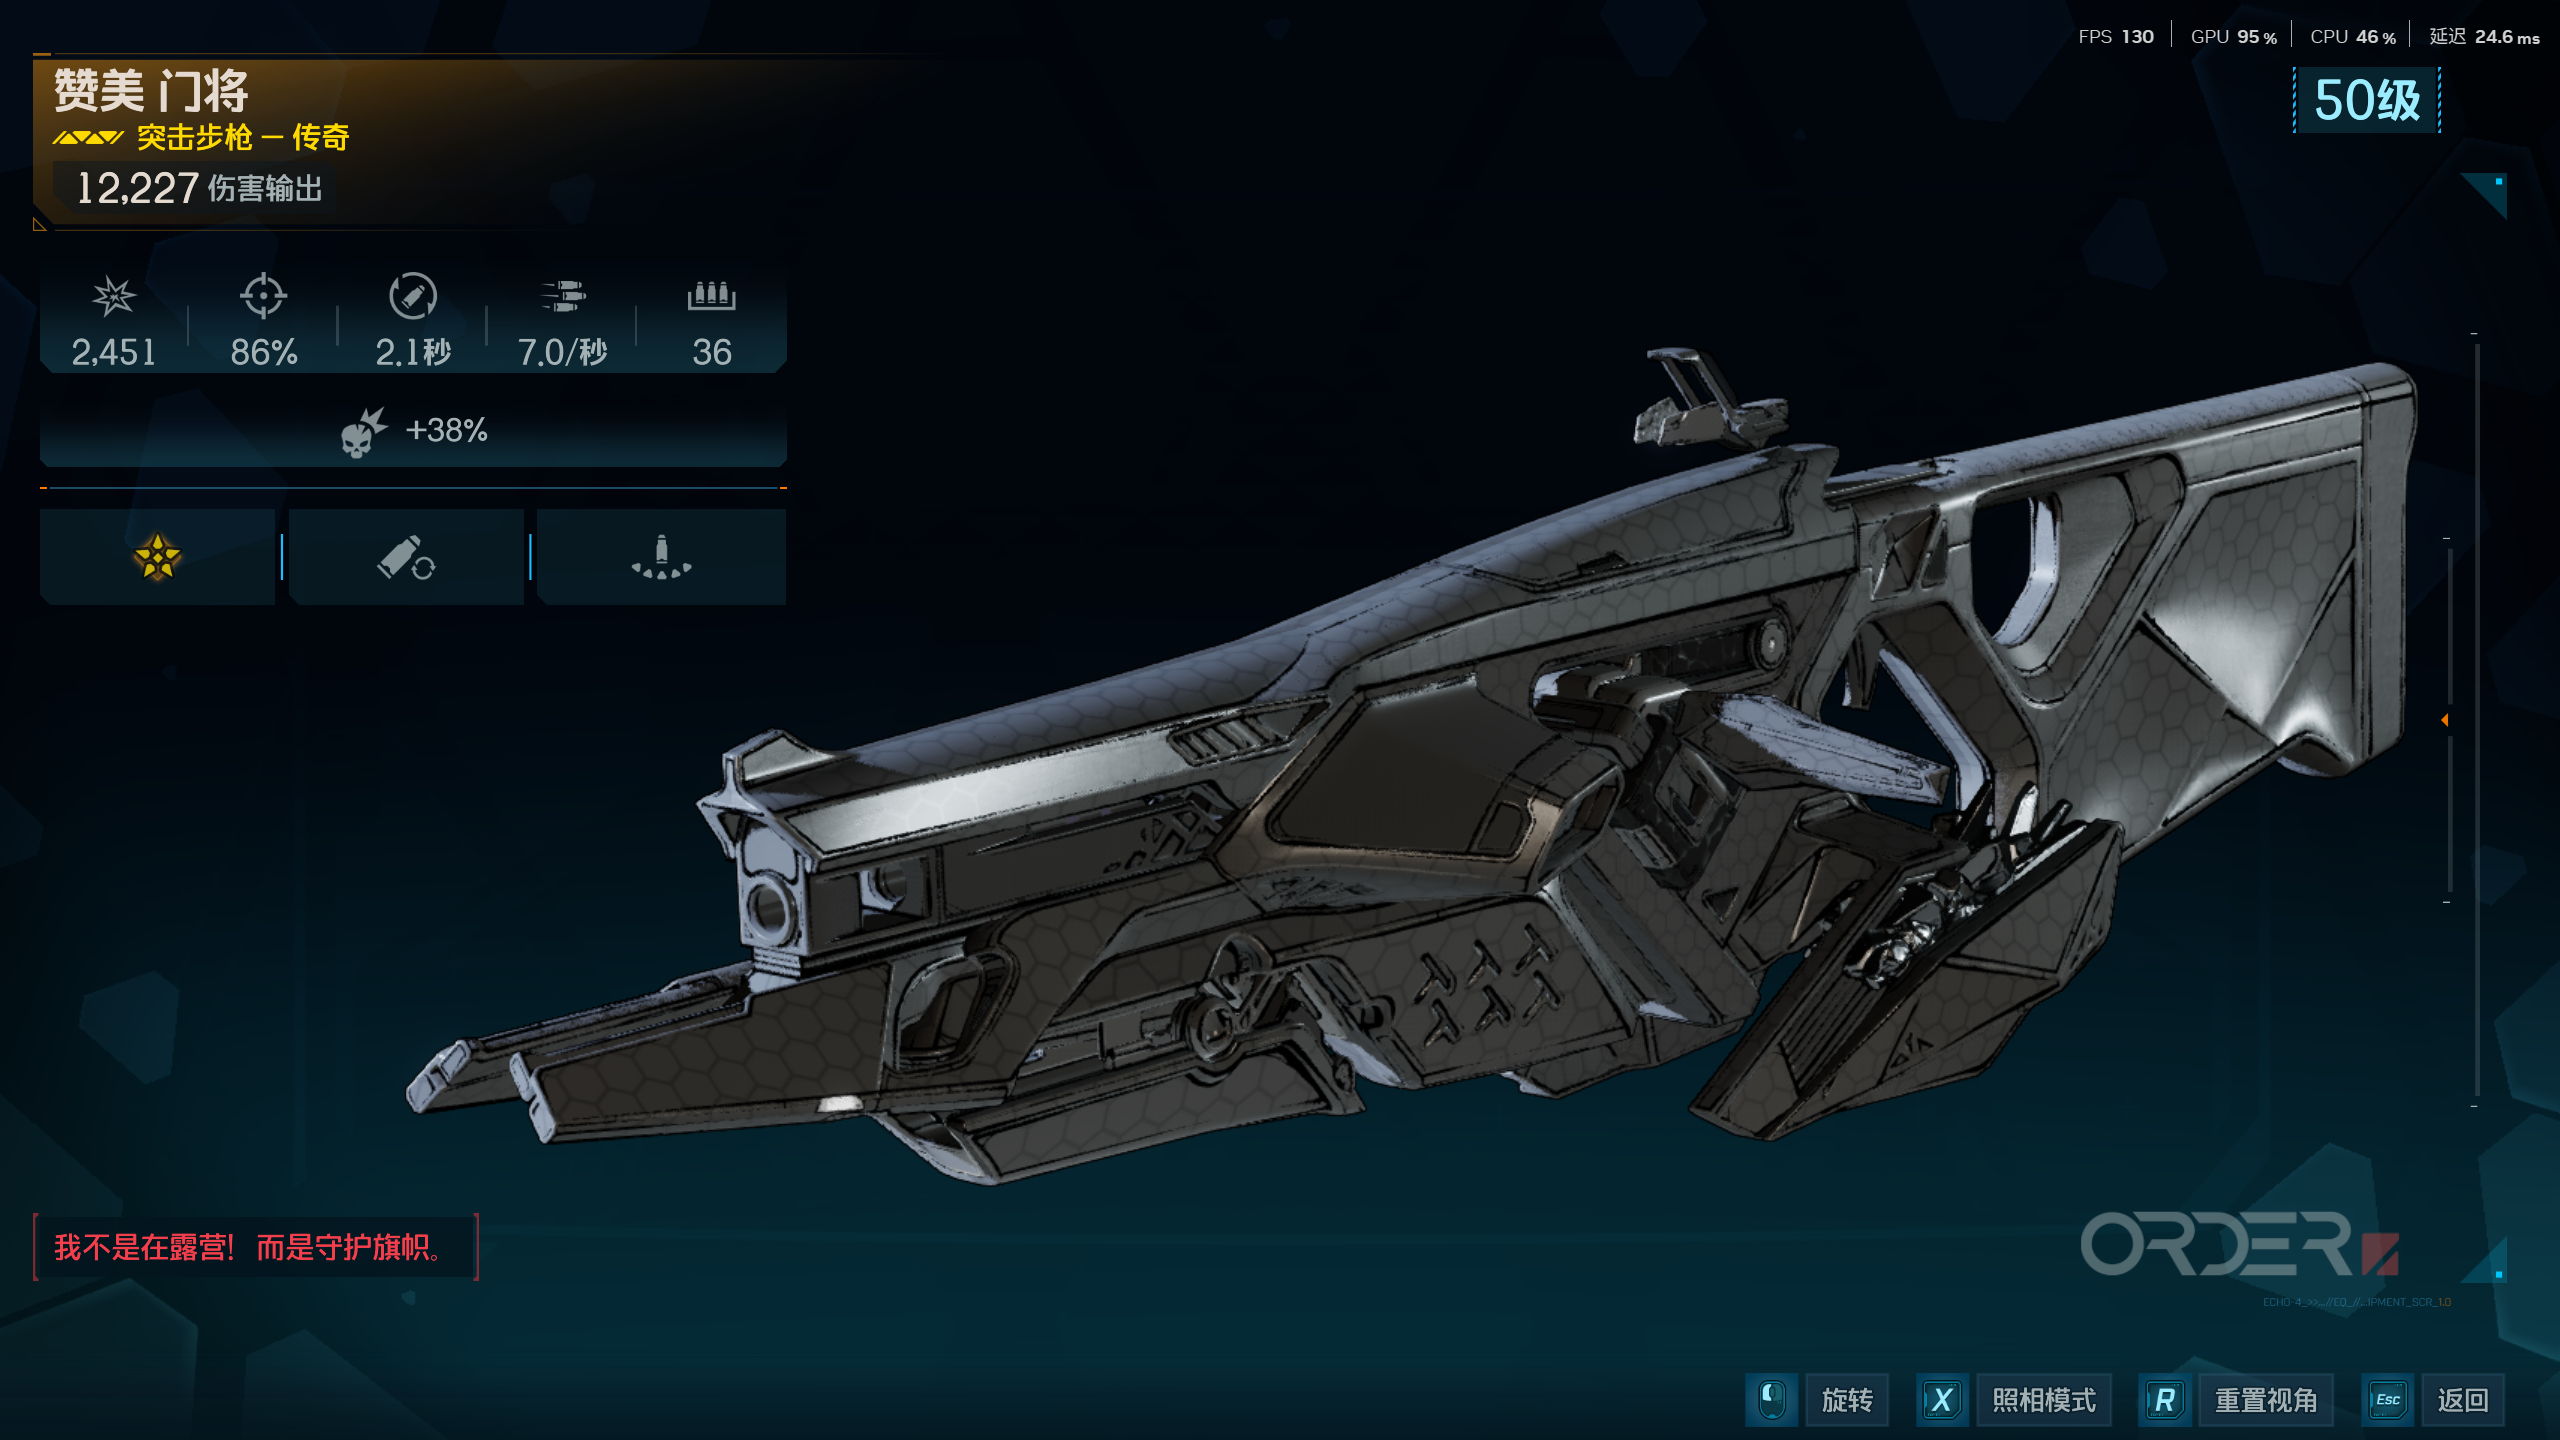 FPS 130 GPU 95 % CPU 46 % 延迟 24.6 ms
50级
赞美 门将
突击步枪 – 传奇
12,227 伤害输出
2,451 86% 2.1秒 7.0/秒 36
+38%
我不是在露营！而是守护旗帜。
ORDER
旋转 X 照相模式 R 重置视角 Esc 返回